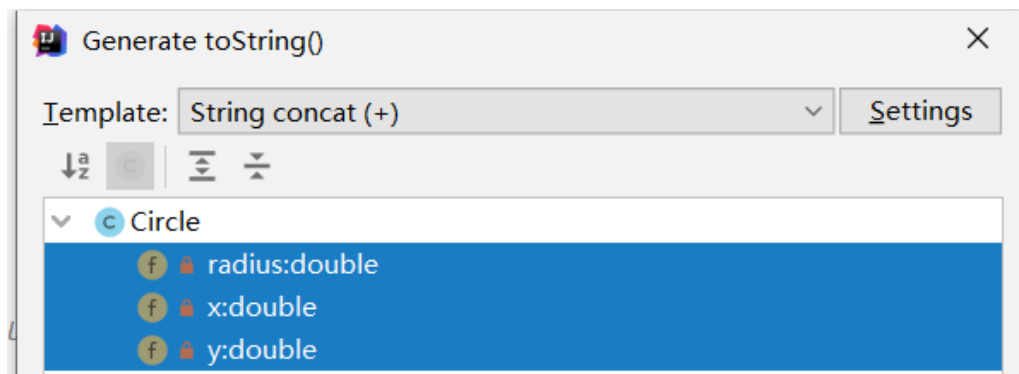 Generate toString()
Template: String concat (+) Settings
Circle
radius:double
x:double
y:double